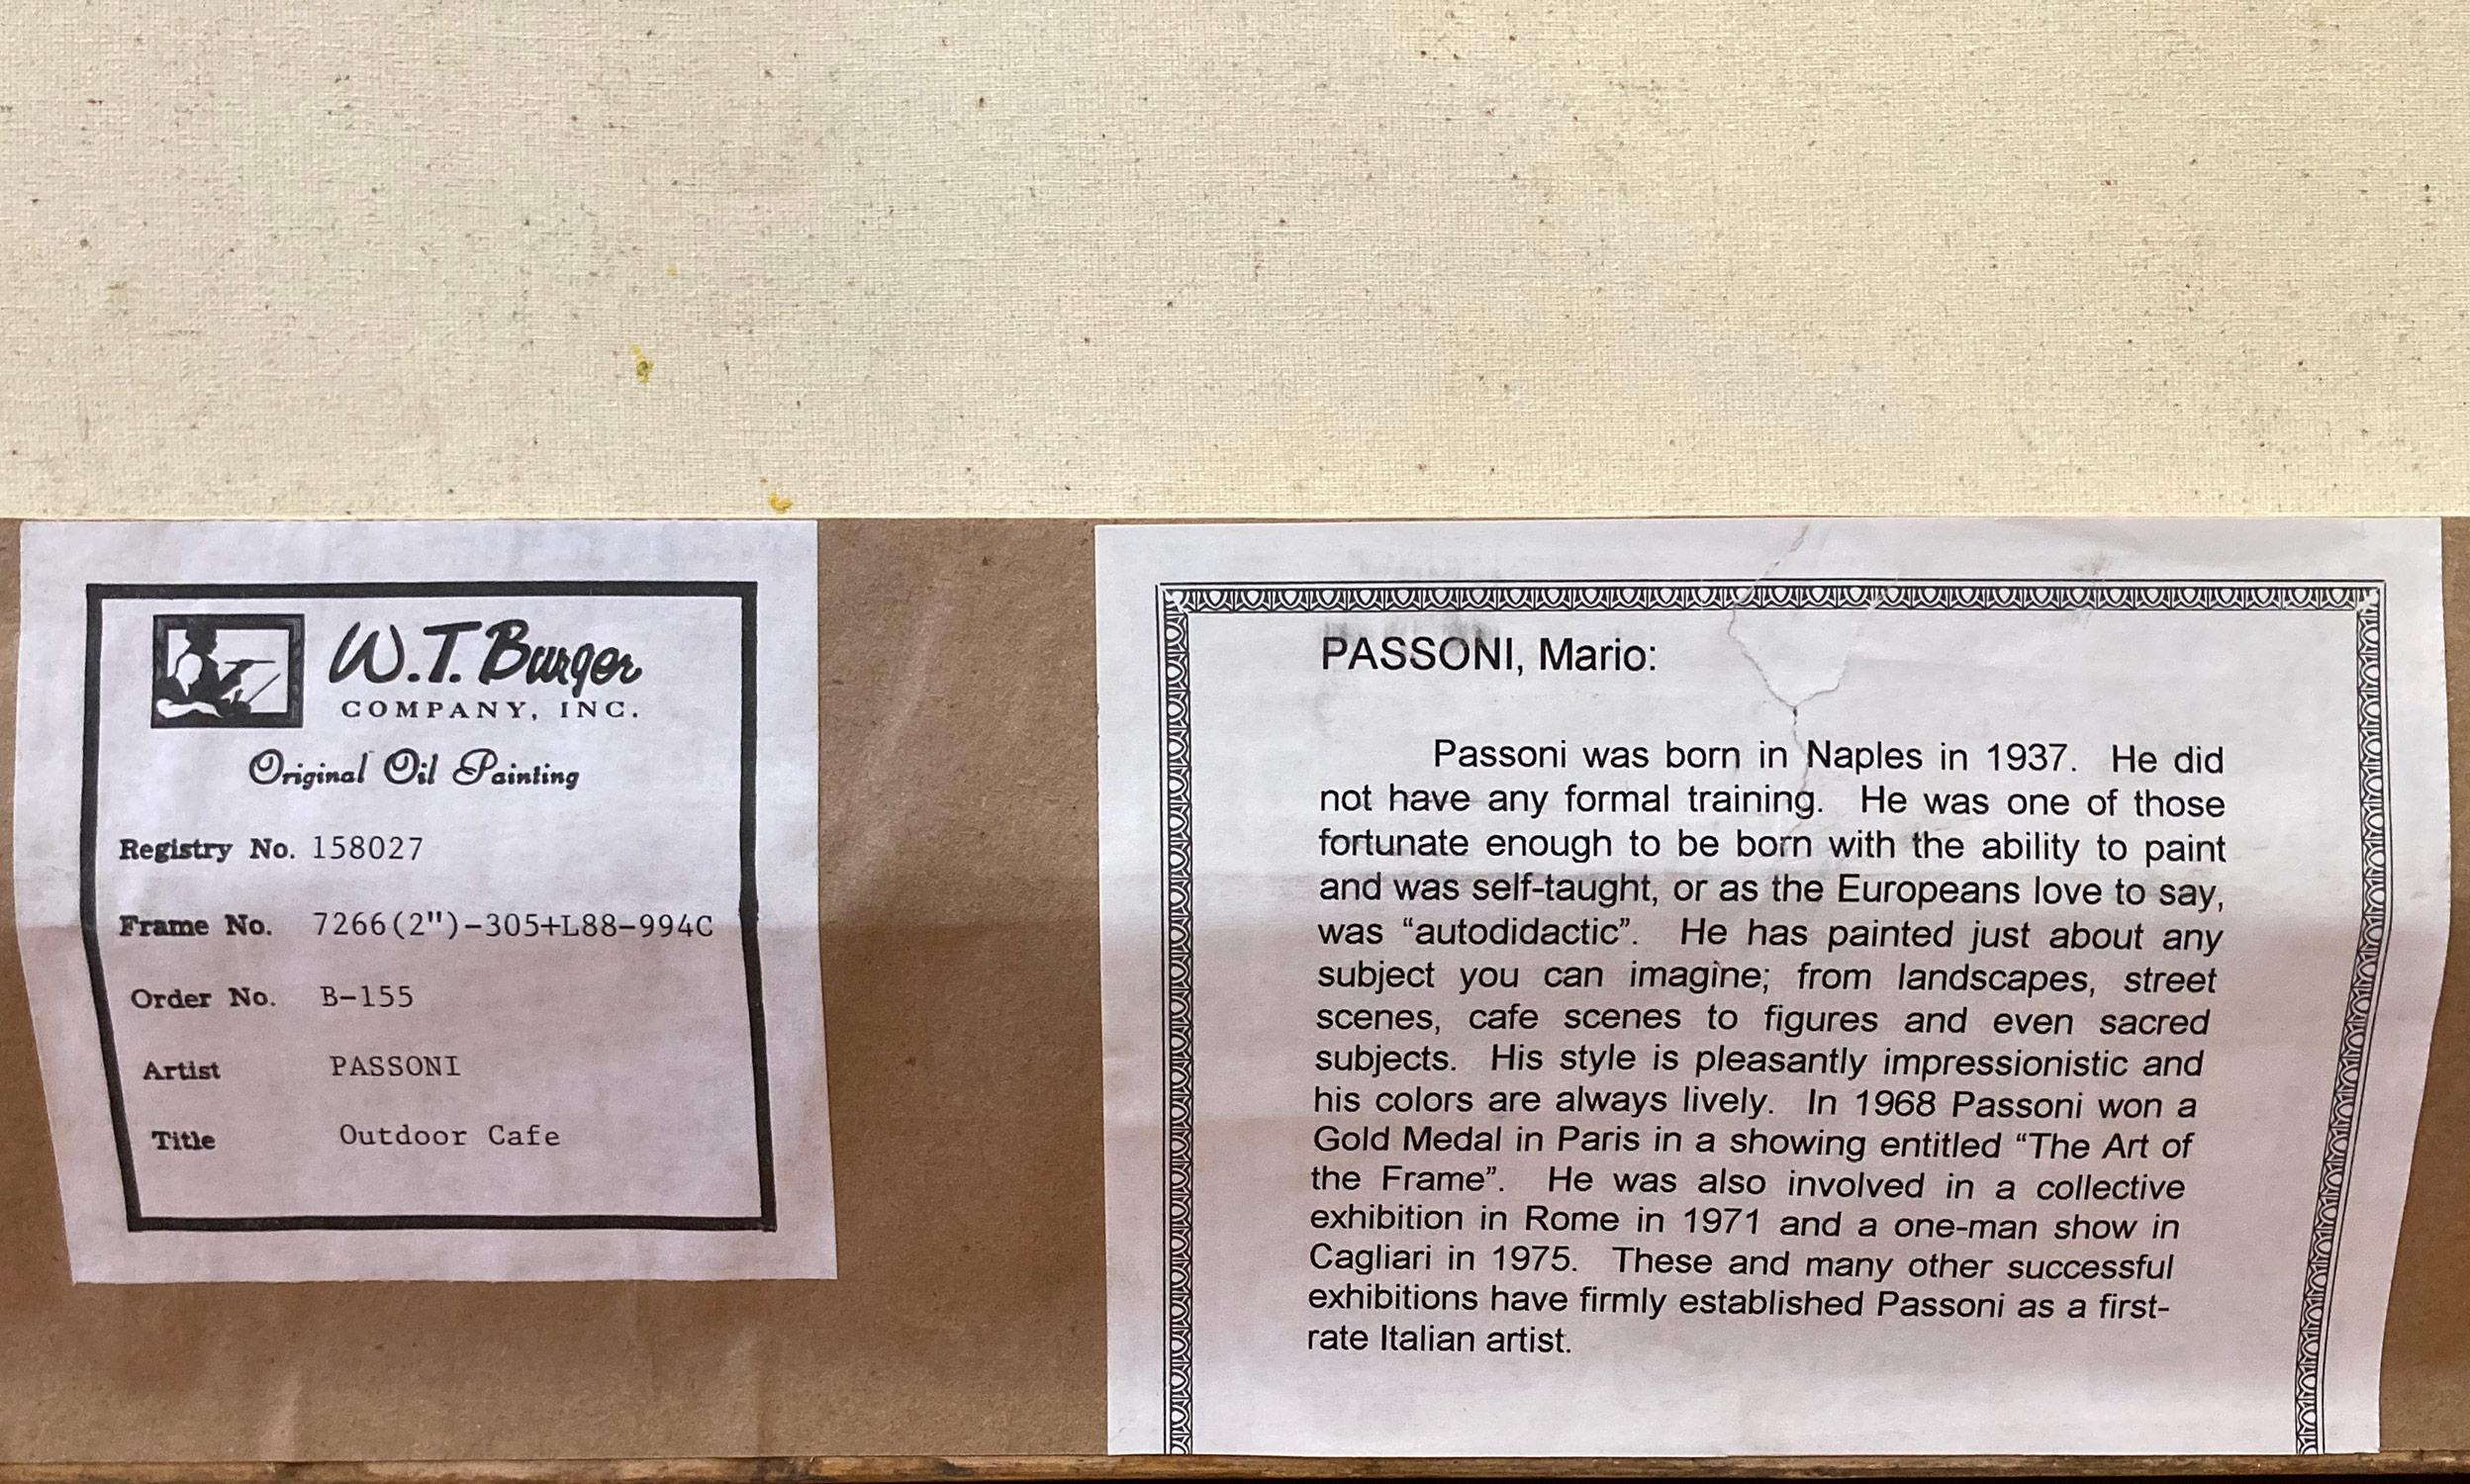 W.T. Burger
COMPANY, INC.
Original Oil Painting
Registry No. 158027
Frame No. 7266(2")-305+L88-994C
Order No. B-155
Artist PASSONI
Title Outdoor Cafe
PASSONI, Mario:
Passoni was born in Naples in 1937. He did
not have any formal training. He was one of those
fortunate enough to be born with the ability to paint
and was self-taught, or as the Europeans love to say,
was “autodidactic”. He has painted just about any
subject you can imagine; from landscapes, street
scenes, cafe scenes to figures and even sacred
subjects. His style is pleasantly impressionistic and
his colors are always lively. In 1968 Passoni won a
Gold Medal in Paris in a showing entitled “The Art of
the Frame”. He was also involved in a collective
exhibition in Rome in 1971 and a one-man show in
Cagliari in 1975. These and many other successful
exhibitions have firmly established Passoni as a first-
rate Italian artist.